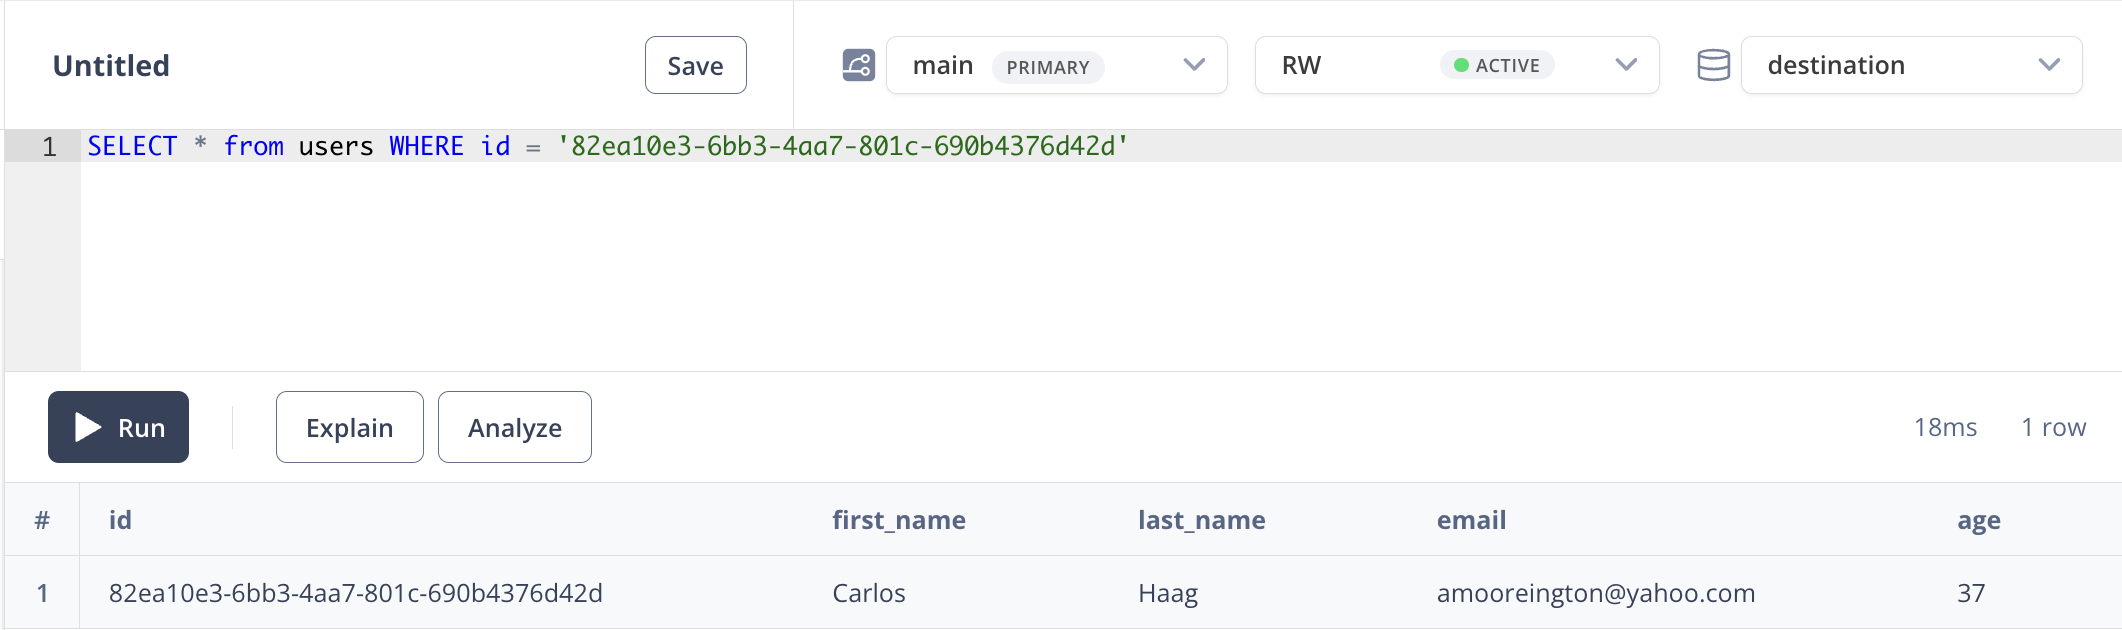 Untitled Save main PRIMARY RW ACTIVE destination
1 SELECT * from users WHERE id = '82ea10e3-6bb3-4aa7-801c-690b4376d42d'
Run Explain Analyze 18ms 1 row
# id first_name last_name email age
1 82ea10e3-6bb3-4aa7-801c-690b4376d42d Carlos Haag amooreington@yahoo.com 37